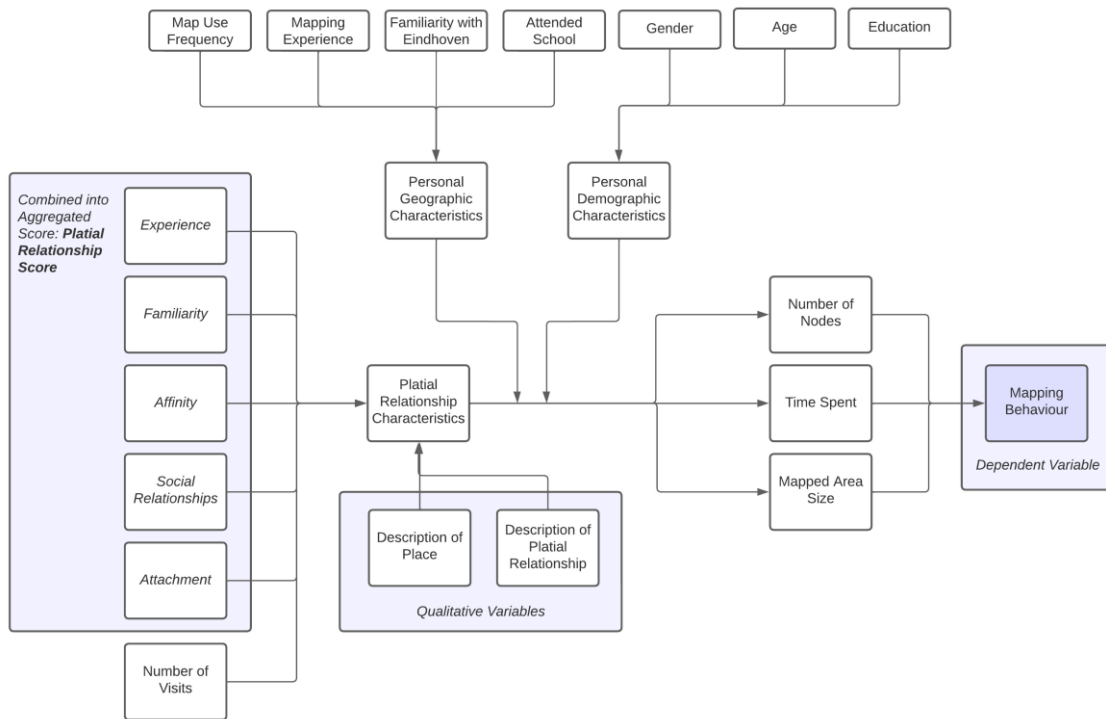 Map Use
Frequency
Mapping
Experience
Familiarity with
Eindhoven
Attended
School
Gender
Age
Education
Personal
Geographic
Characteristics
Personal
Demographic
Characteristics
Combined into
Aggregated
Score: Platial
Relationship
Score
Experience
Familiarity
Affinity
Social
Relationships
Attachment
Number of
Visits
Platial
Relationship
Characteristics
Description of
Place
Description of
Platial
Relationship
Qualitative Variables
Number of
Nodes
Time Spent
Mapped Area
Size
Mapping
Behaviour
Dependent Variable